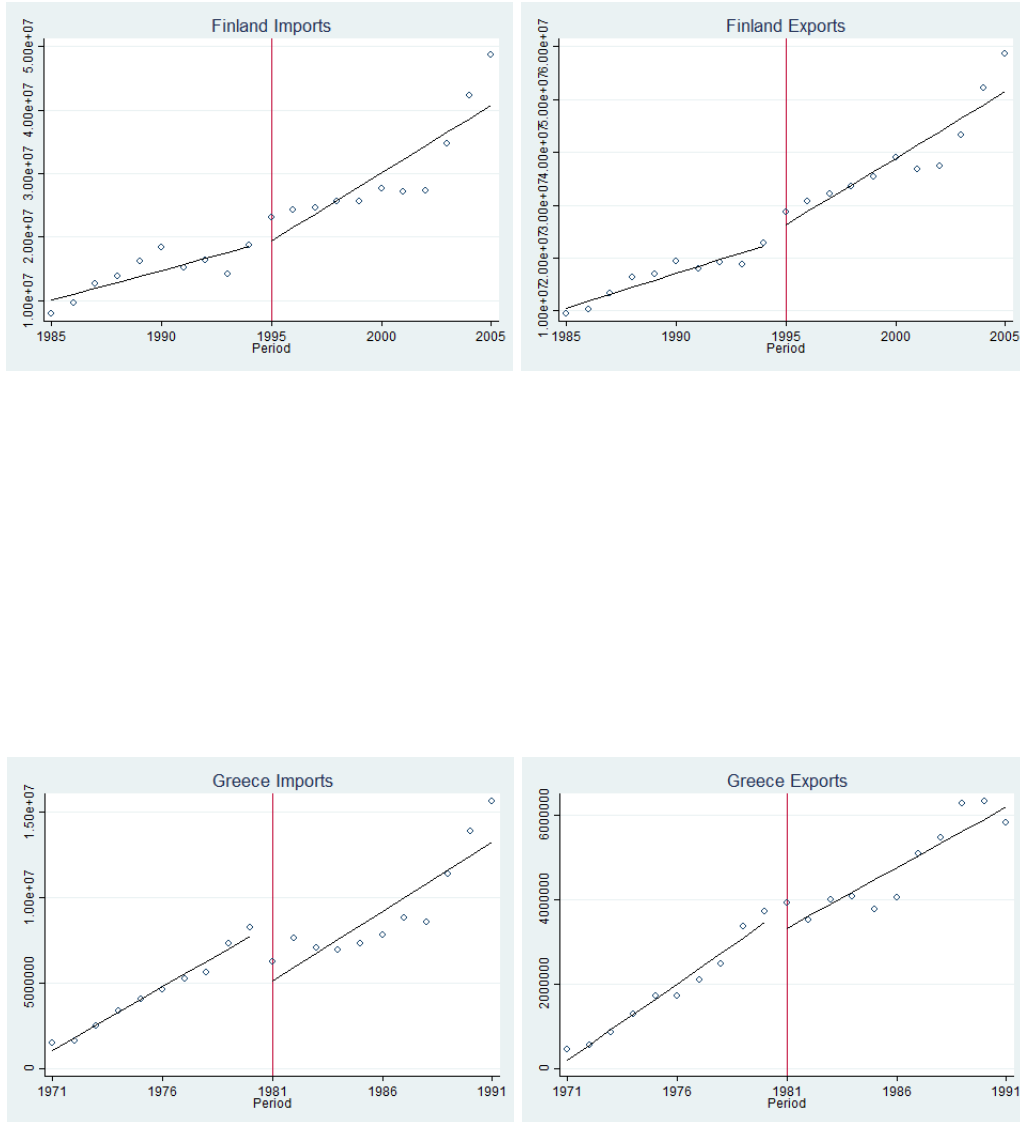 Finland Imports
5.00e+07
4.00e+07
3.00e+07
2.00e+07
1.00e+07
1985 1990 1995 2000 2005
Period
Finland Exports
6.00e+07
5.00e+07
4.00e+07
3.00e+07
2.00e+07
1.00e+07
1985 1990 1995 2000 2005
Period
Greece Imports
1.50e+07
1.00e+07
5000000
0
1971 1976 1981 1986 1991
Period
Greece Exports
6000000
4000000
2000000
0
1971 1976 1981 1986 1991
Period